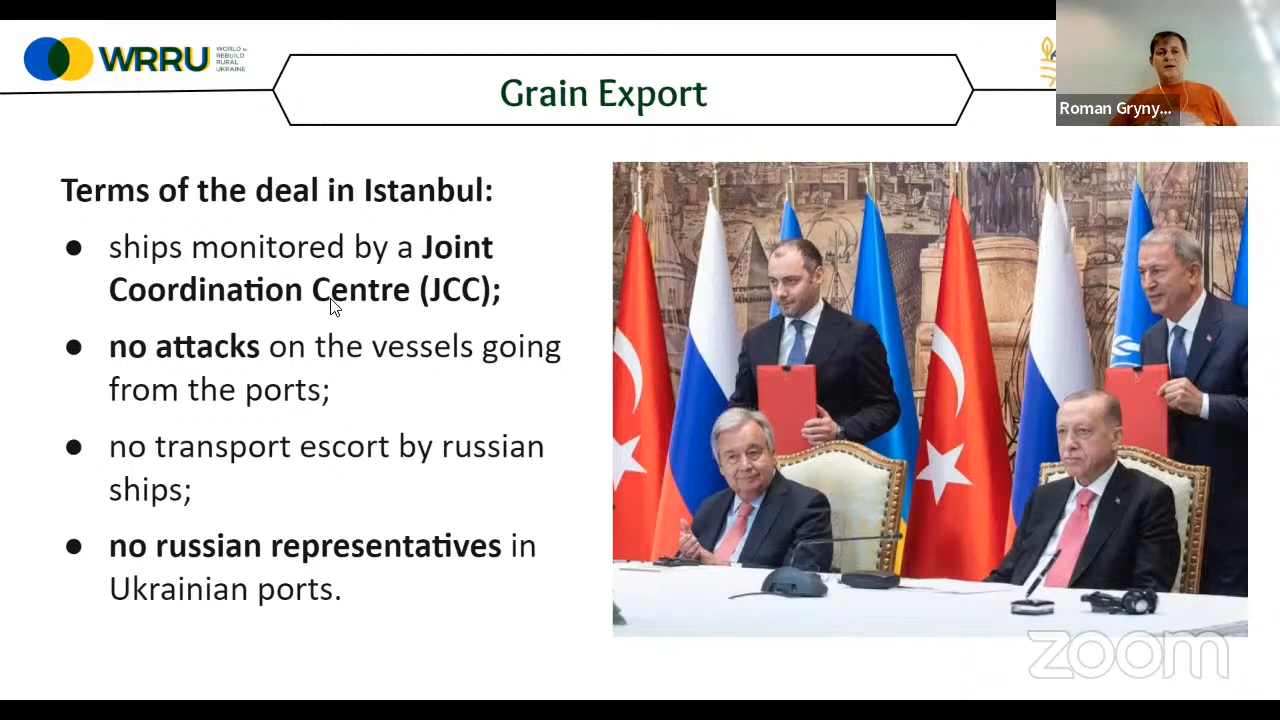 WRRU
WORLD to
REBUILD
RURAL
UKRAINE
Grain Export
Roman Gryny...
Terms of the deal in Istanbul:
● ships monitored by a Joint
Coordination Centre (JCC);
● no attacks on the vessels going
from the ports;
● no transport escort by russian
ships;
● no russian representatives in
Ukrainian ports.
zoom